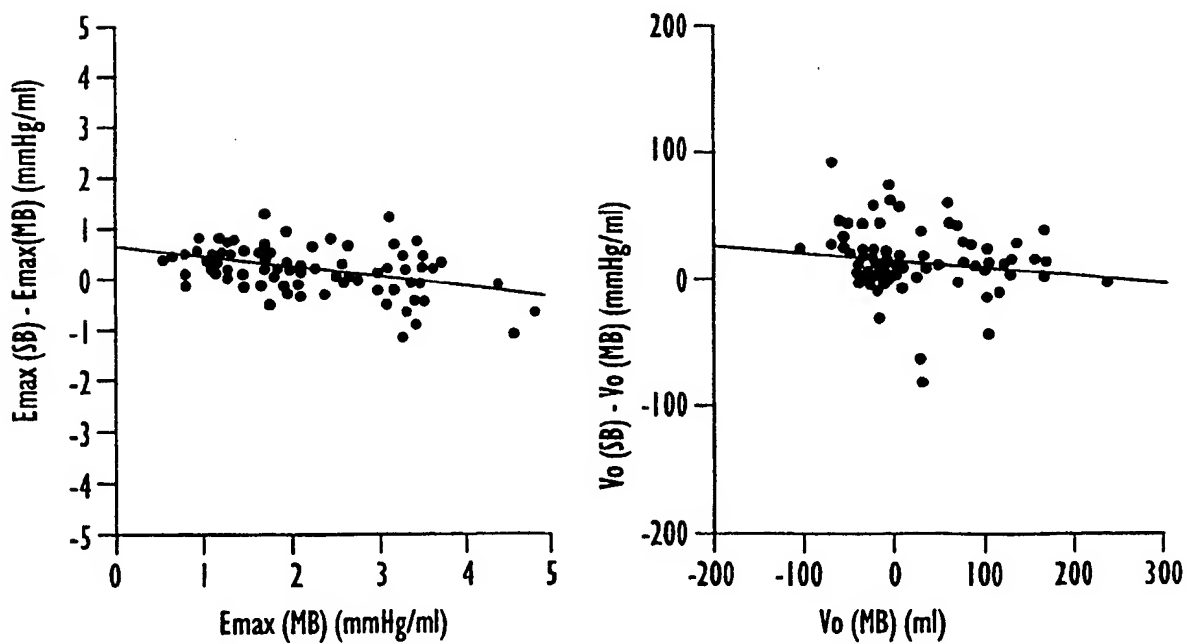 5
4
3
2
1
0
-1
-2
-3
-4
-5
Emax (SB) - Emax(MB) (mmHg/ml)
0 1 2 3 4 5
Emax (MB) (mmHg/ml)
200
100
0
-100
-200
Vo (SB) - Vo (MB) (mmHg/ml)
-200 -100 0 100 200 300
Vo (MB) (ml)